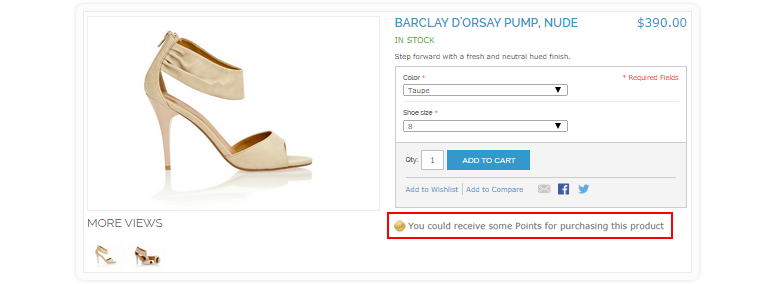 BARCLAY D'ORSAY PUMP, NUDE
$390.00
IN STOCK
Step forward with a fresh and neutral hued finish.
Color *
* Required Fields
Taupe
Shoe size *
8
Qty: 1 ADD TO CART
Add to Wishlist | Add to Compare
You could receive some Points for purchasing this product
MORE VIEWS